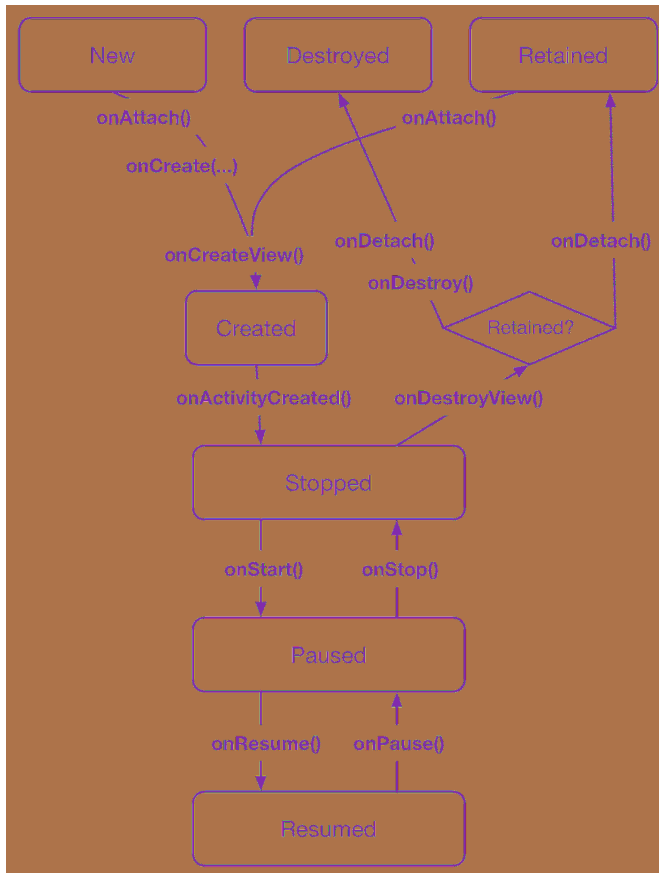 New
Destroyed
Retained
onAttach()
onAttach()
onCreate(...)
onCreateView()
onDetach()
onDetach()
onDestroy()
Created
Retained?
onActivityCreated()
onDestroyView()
Stopped
onStart()
onStop()
Paused
onResume()
onPause()
Resumed